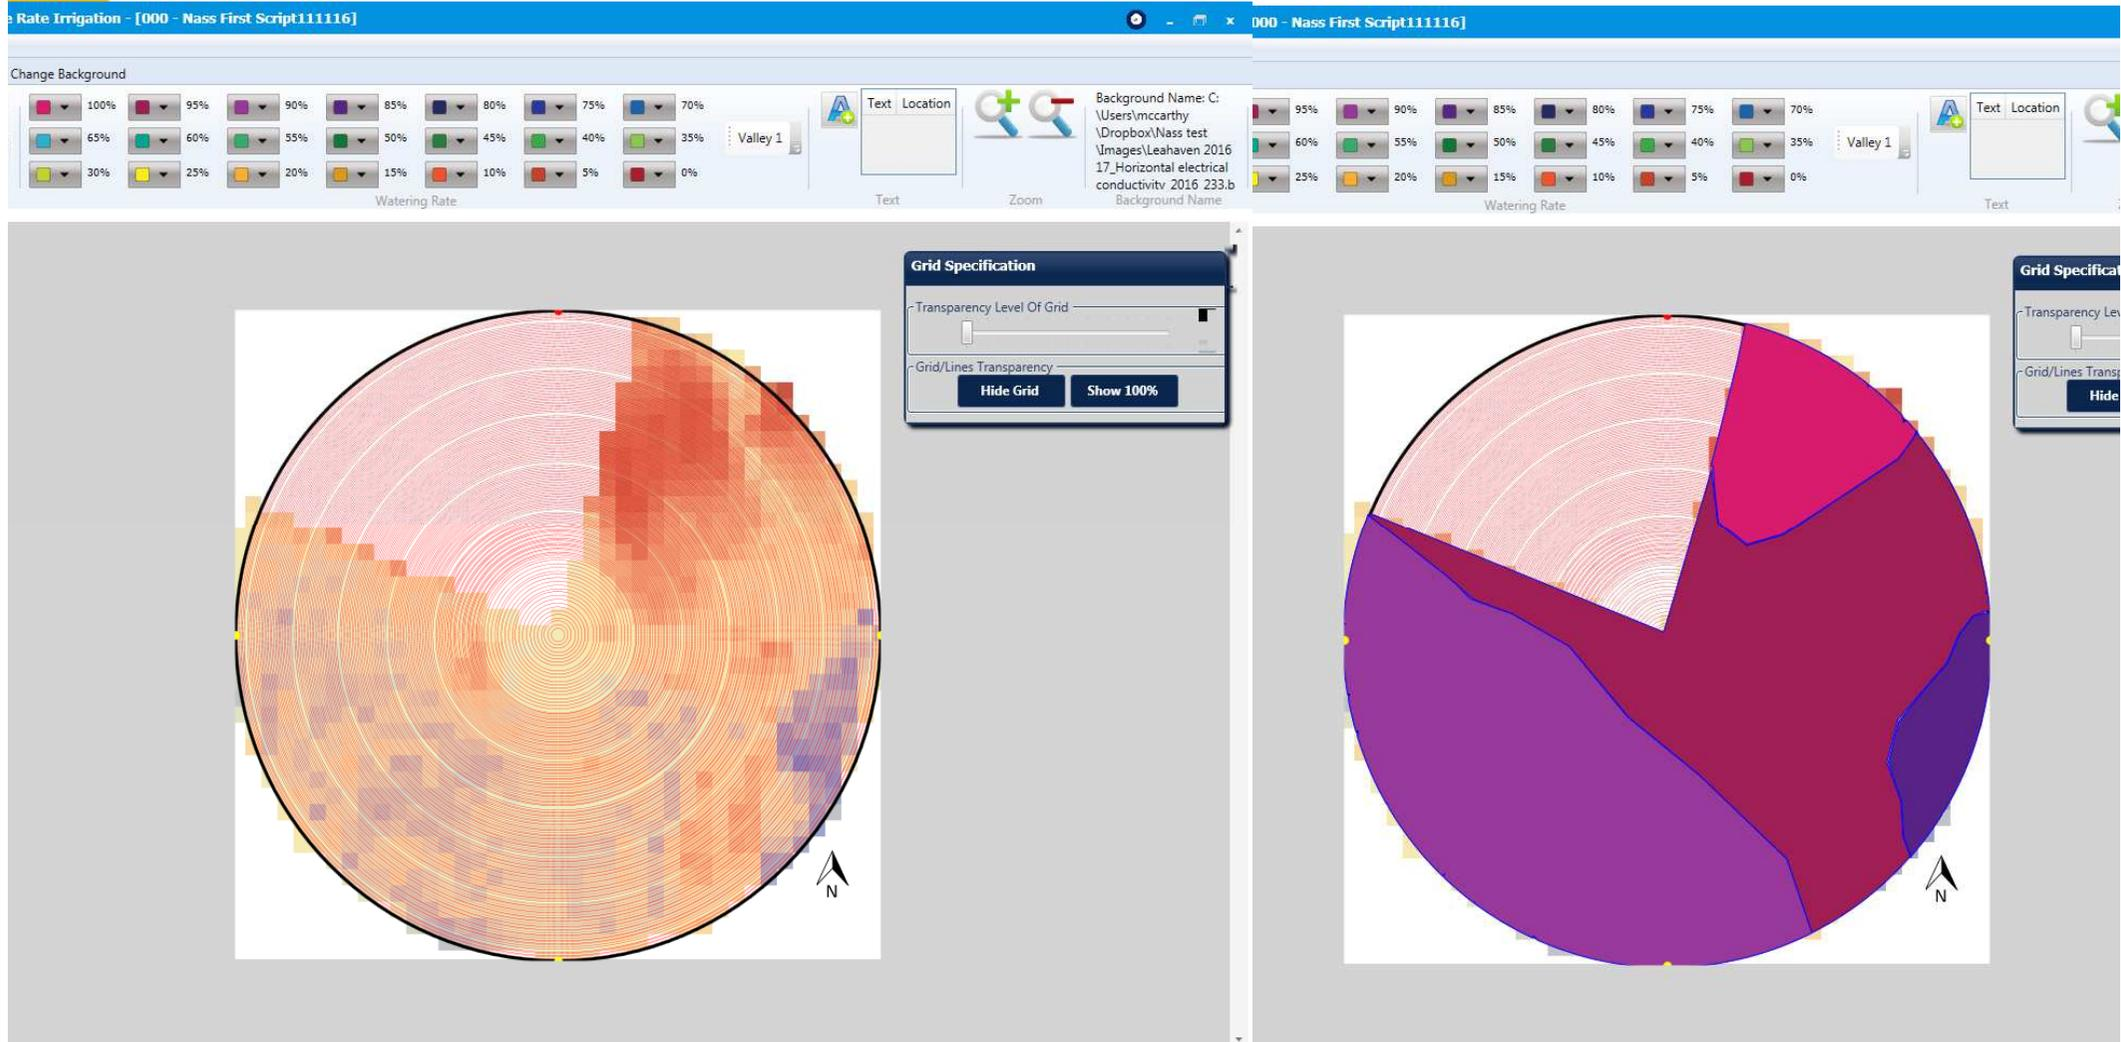 e Rate Irrigation - [000 - Nass First Script111116]
Change Background
100% 95% 90% 85% 80% 75% 70%
65% 60% 55% 50% 45% 40% 35%
30% 25% 20% 15% 10% 5% 0%
Valley 1
Watering Rate
Text Location
Text
Zoom
Background Name: C:
\Users\mccarthy
\Dropbox\Nass test
\Images\Leahaven 2016
17_Horizontal electrical
conductivity 2016 233.b
Background Name
Grid Specification
Transparency Level Of Grid
Grid/Lines Transparency
Hide Grid Show 100%
N
000 - Nass First Script111116]
95% 90% 85% 80% 75% 70%
60% 55% 50% 45% 40% 35%
25% 20% 15% 10% 5% 0%
Valley 1
Watering Rate
Text Location
Text
Grid Specificat
Transparency Lev
Grid/Lines Transp
Hide
N